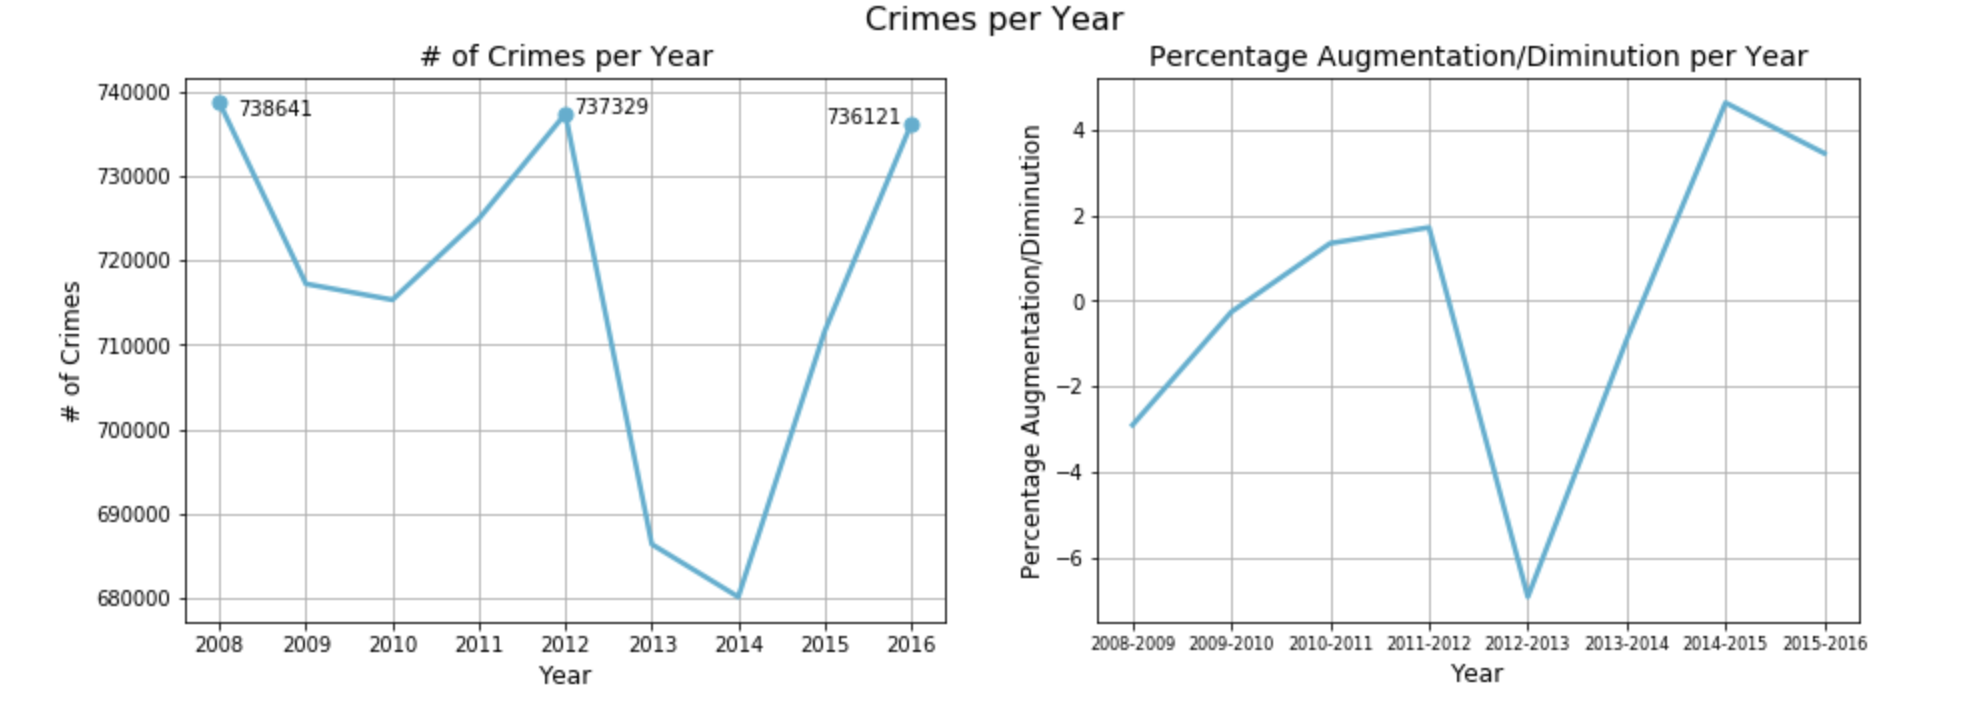 Crimes per Year
# of Crimes per Year
740000
730000
720000
710000
700000
690000
680000
# of Crimes
738641
737329
736121
2008 2009 2010 2011 2012 2013 2014 2015 2016
Year
Percentage Augmentation/Diminution per Year
4
2
0
−2
−4
−6
Percentage Augmentation/Diminution
2008-2009 2009-2010 2010-2011 2011-2012 2012-2013 2013-2014 2014-2015 2015-2016
Year